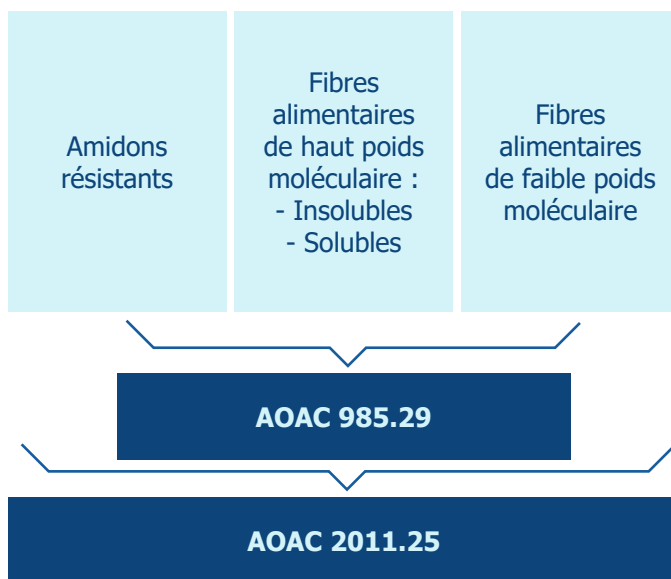 Amidons
résistants
Fibres
alimentaires
de haut poids
moléculaire :
- Insolubles
- Solubles
Fibres
alimentaires
de faible poids
moléculaire
AOAC 985.29
AOAC 2011.25